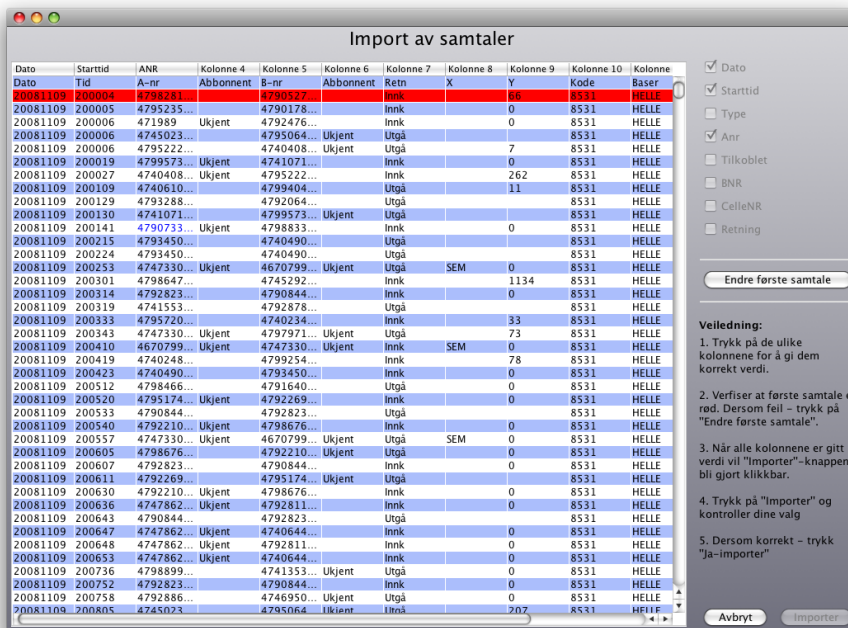 Import av samtaler
Dato Starttid ANR Kolonne 4 Kolonne 5 Kolonne 6 Kolonne 7 Kolonne 8 Kolonne 9 Kolonne 10 Kolonne
Dato Tid A-nr Abbonnent B-nr Abbonnent Retn X Y Kode Baser
20081109 200004 4798281... 4790527... Innk 66 8531 HELLE
20081109 200005 4795235... 4790178... Innk 0 8531 HELLE
20081109 200006 471989 Ukjent 4792476... Innk 0 8531 HELLE
20081109 200006 4745023... 4795064... Ukjent Utgå 8531 HELLE
20081109 200006 4795222... 4740408... Ukjent Utgå 7 8531 HELLE
20081109 200019 4799573... Ukjent 4741071... Innk 0 8531 HELLE
20081109 200027 4740408... Ukjent 4795222... Innk 262 8531 HELLE
20081109 200109 4740610... 4799404... Utgå 11 8531 HELLE
20081109 200129 4793288... 4792064... Utgå 8531 HELLE
20081109 200130 4741071... 4799573... Ukjent Utgå 8531 HELLE
20081109 200141 4790733... Ukjent 4798833... Innk 0 8531 HELLE
20081109 200215 4793450... 4740490... Utgå 8531 HELLE
20081109 200224 4793450... 4740490... Utgå 8531 HELLE
20081109 200253 4747330... Ukjent 4670799... Ukjent Utgå SEM 0 8531 HELLE
20081109 200301 4798647... 4745292... Innk 1134 8531 HELLE
20081109 200314 4792823... 4790844... Innk 0 8531 HELLE
20081109 200319 4741553... 4792878... Utgå 8531 HELLE
20081109 200333 4795720... 4740234... Innk 33 8531 HELLE
20081109 200343 4747330... Ukjent 4797971... Ukjent Utgå 73 8531 HELLE
20081109 200410 4670799... Ukjent 4747330... Ukjent Innk SEM 0 8531 HELLE
20081109 200419 4740248... 4799254... Innk 78 8531 HELLE
20081109 200423 4740490... 4793450... Innk 0 8531 HELLE
20081109 200512 4798466... 4791640... Utgå 0 8531 HELLE
20081109 200520 4795174... Ukjent 4792269... Innk 0 8531 HELLE
20081109 200533 4790844... 4792823... Utgå 8531 HELLE
20081109 200540 4792210... Ukjent 4798676... Innk 0 8531 HELLE
20081109 200557 4747330... Ukjent 4670799... Ukjent Utgå SEM 0 8531 HELLE
20081109 200605 4798676... 4792210... Ukjent Utgå 0 8531 HELLE
20081109 200607 4792823... 4790844... Innk 0 8531 HELLE
20081109 200611 4792269... 4795174... Ukjent Utgå 8531 HELLE
20081109 200630 4792210... Ukjent 4798676... Innk 0 8531 HELLE
20081109 200636 4747862... Ukjent 4792811... Innk 0 8531 HELLE
20081109 200643 4790844... 4792823... Utgå 8531 HELLE
20081109 200647 4747862... Ukjent 4740644... Innk 0 8531 HELLE
20081109 200648 4747862... Ukjent 4792811... Innk 0 8531 HELLE
20081109 200653 4747862... Ukjent 4740644... Innk 0 8531 HELLE
20081109 200736 4798899... 4741353... Ukjent Utgå 0 8531 HELLE
20081109 200752 4792823... 4790844... Innk 0 8531 HELLE
20081109 200758 4792886... 4746950... Ukjent Utgå 0 8531 HELLE
20081109 200805 4745023... 4795064... Ukjent Utgå 207 8531 HELLE
Dato
Starttid
Type
Anr
Tilkoblet
BNR
CelleNR
Retning
Endre første samtale
Veiledning:
1. Trykk på de ulike
kolonnene for å gi dem
korrekt verdi.
2. Verfiser at første samtale e
rød. Dersom feil – trykk på
"Endre første samtale".
3. Når alle kolonnene er gitt
verdi vil "Importer"-knappen
bli gjort klikkbar.
4. Trykk på "Importer" og
kontroller dine valg
5. Dersom korrekt – trykk
"Ja-importer"
Avbryt Importer